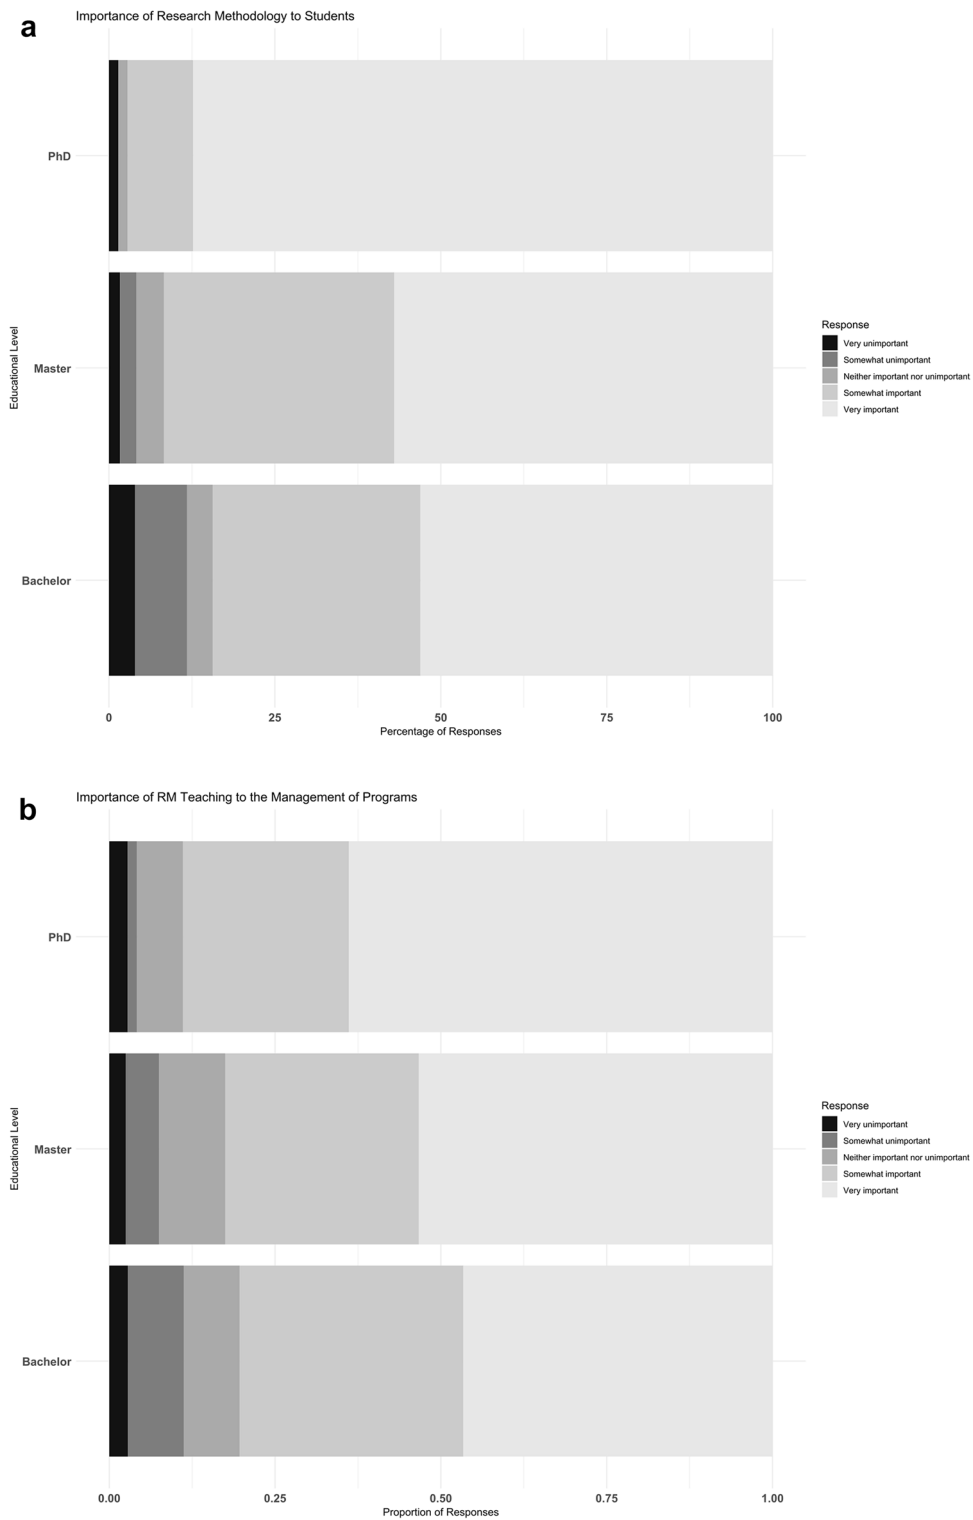 a
Importance of Research Methodology to Students
PhD
Master
Bachelor
Educational Level
0 25 50 75 100
Percentage of Responses
Response
Very unimportant
Somewhat unimportant
Neither important nor unimportant
Somewhat important
Very important
b
Importance of RM Teaching to the Management of Programs
PhD
Master
Bachelor
Educational Level
0.00 0.25 0.50 0.75 1.00
Proportion of Responses
Response
Very unimportant
Somewhat unimportant
Neither important nor unimportant
Somewhat important
Very important